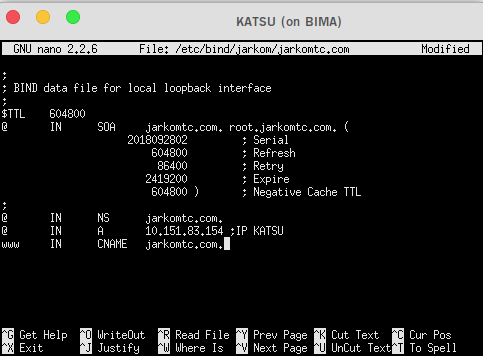 KATSU (on BIMA)
GNU nano 2.2.6 File: /etc/bind/jarkom/jarkomtc.com Modified
;
; BIND data file for local loopback interface
;
$TTL 604800
@ IN SOA jarkomtc.com. root.jarkomtc.com. (
2018092802 ; Serial
604800 ; Refresh
86400 ; Retry
2419200 ; Expire
604800 ) ; Negative Cache TTL
;
@ IN NS jarkomtc.com.
@ IN A 10.151.83.154 ;IP KATSU
www IN CNAME jarkomtc.com.
^G Get Help ^O WriteOut ^R Read File ^Y Prev Page ^K Cut Text ^C Cur Pos
^X Exit ^J Justify ^W Where Is ^V Next Page ^U UnCut Text ^T To Spell